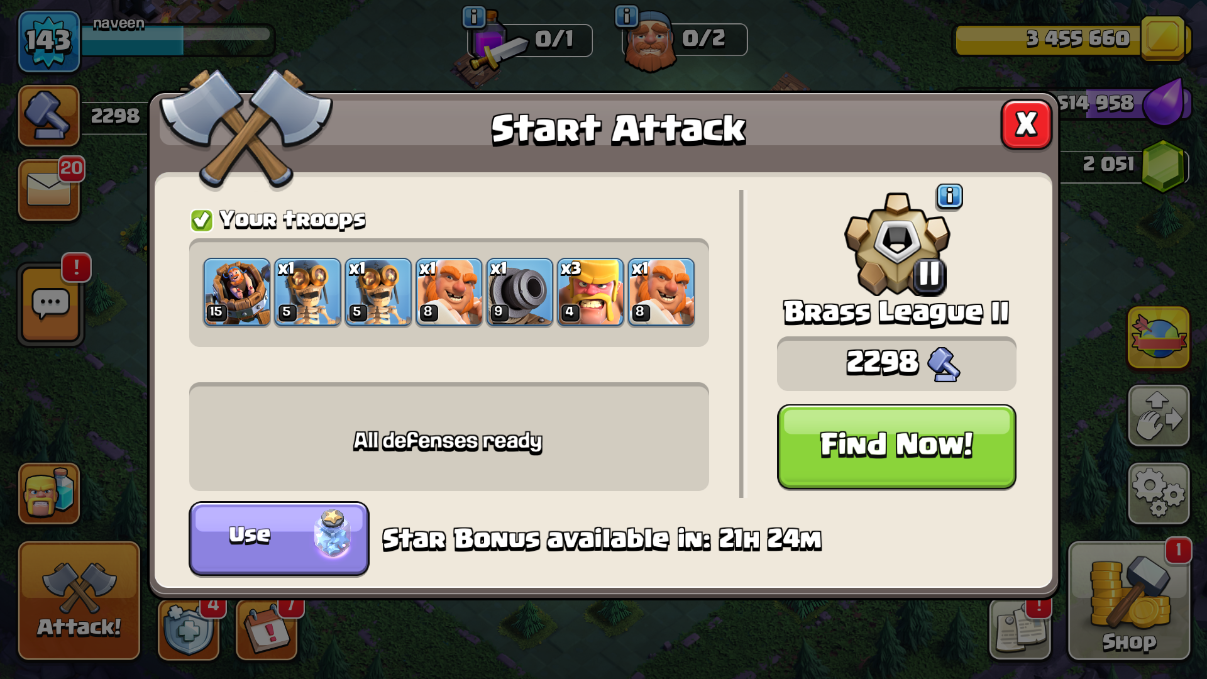 143
naveen
0/1
0/2
3 455 660
2298
514 958
20
2 051
Start Attack
X
Your troops
15
x1
5
x1
5
x1
8
x1
9
x3
4
x1
8
II
Brass League II
2298
All defenses ready
Find Now!
Use
Star Bonus available in: 21h 24m
Attack!
4
7
!
1
Shop